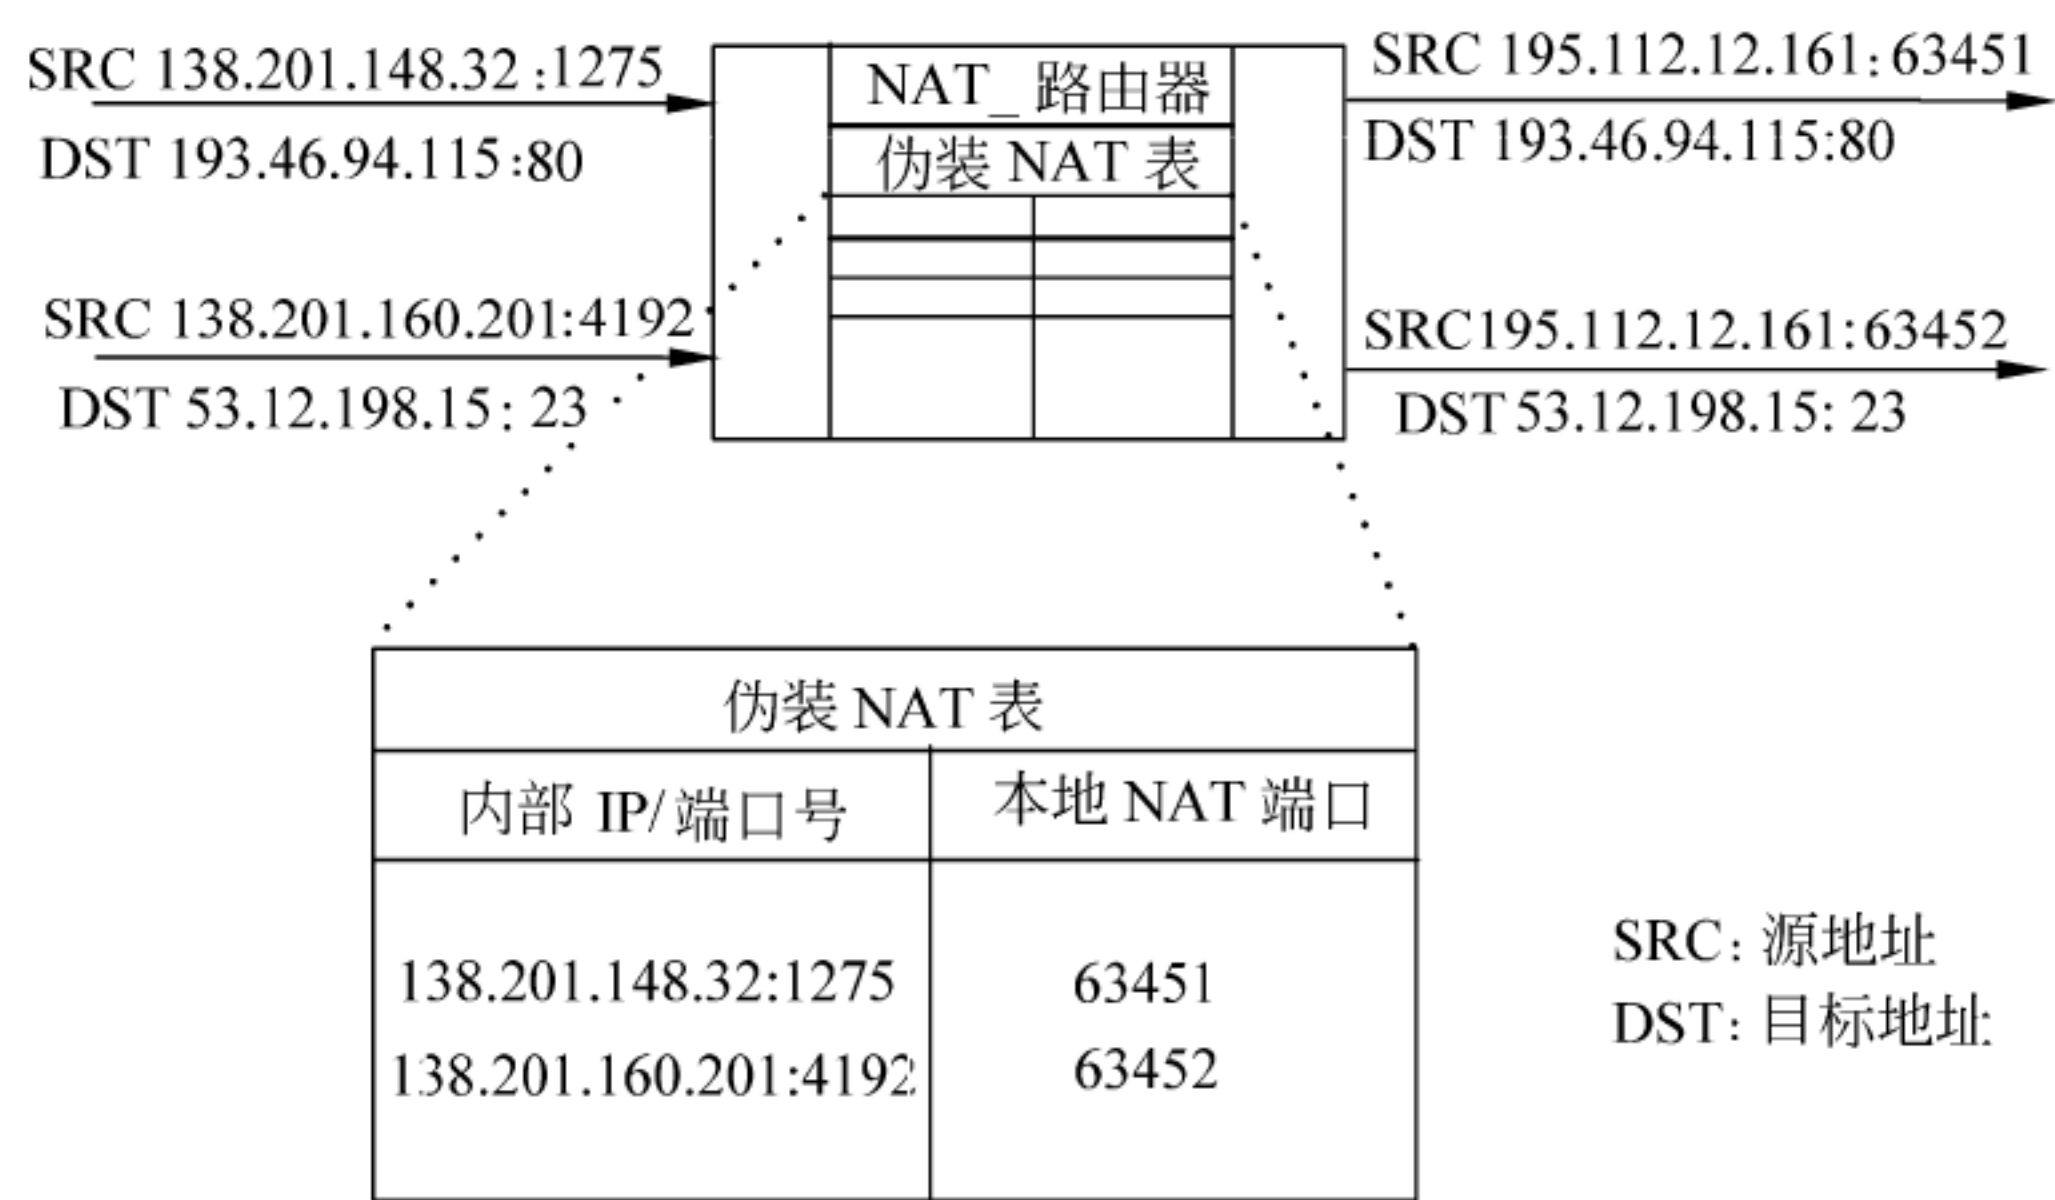 SRC 138.201.148.32 :1275
DST 193.46.94.115:80
SRC 138.201.160.201:4192
DST 53.12.198.15: 23
NAT_ 路由器
伪装 NAT 表
SRC 195.112.12.161: 63451
DST 193.46.94.115:80
SRC195.112.12.161: 63452
DST 53.12.198.15: 23
伪装 NAT 表
内部 IP/端口号
本地 NAT 端口
138.201.148.32:1275
63451
138.201.160.201:4192
63452
SRC: 源地址
DST: 目标地址